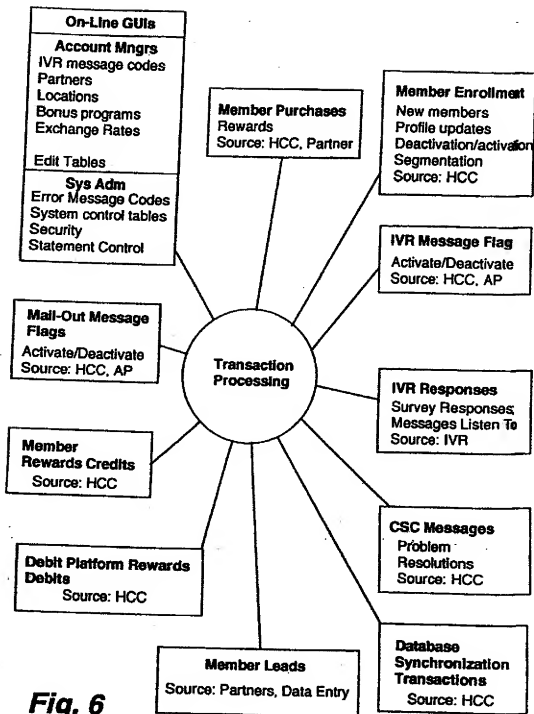 On-Line GUIs
Account Mngrs
IVR message codes
Partners
Locations
Bonus programs
Exchange Rates
Edit Tables
Sys Adm
Error Message Codes
System control tables
Security
Statement Control
Member Purchases
Rewards
Source: HCC, Partner
Member Enrollment
New members
Profile updates
Deactivation/activation
Segmentation
Source: HCC
IVR Message Flag
Activate/Deactivate
Source: HCC, AP
Mail-Out Message
Flags
Activate/Deactivate
Source: HCC, AP
Transaction
Processing
IVR Responses
Survey Responses
Messages Listen To
Source: IVR
Member
Rewards Credits
Source: HCC
CSC Messages
Problem
Resolutions
Source: HCC
Debit Platform Rewards
Debits
Source: HCC
Member Leads
Source: Partners, Data Entry
Database
Synchronization
Transactions
Source: HCC
Fig. 6